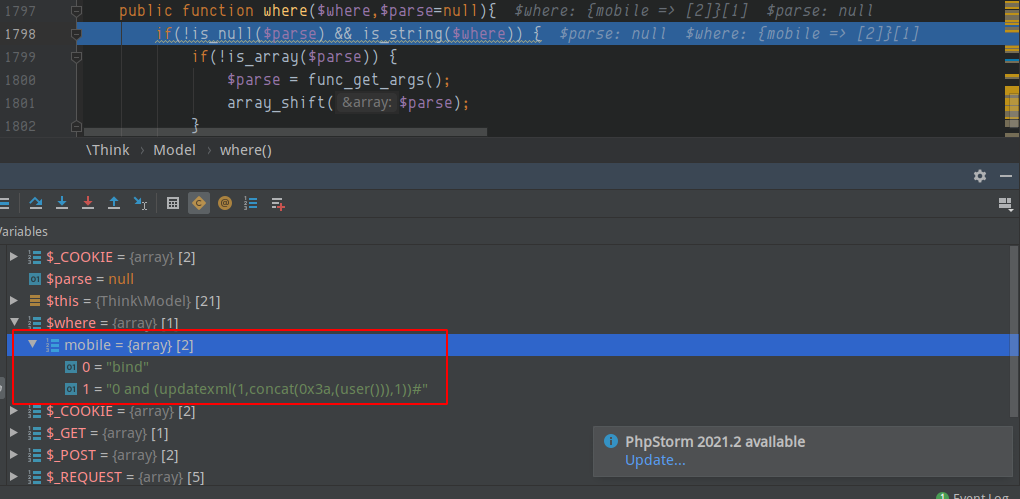 1797 public function where($where,$parse=null){ $where: {mobile => [2]}[1] $parse: null
1798 if(!is_null($parse) && is_string($where)) { $parse: null $where: {mobile => [2]}[1]
1799 if(!is_array($parse)) {
1800 $parse = func_get_args();
1801 array_shift( &array: $parse);
1802 }
\Think › Model › where()
Variables
$_COOKIE = {array} [2]
$parse = null
$this = {Think\Model} [21]
$where = {array} [1]
mobile = {array} [2]
0 = "bind"
1 = "0 and (updatexml(1,concat(0x3a,(user())),1))#"
$_COOKIE = {array} [2]
$_GET = {array} [1]
$_POST = {array} [2]
$_REQUEST = {array} [5]
PhpStorm 2021.2 available
Update...
1 Event Log